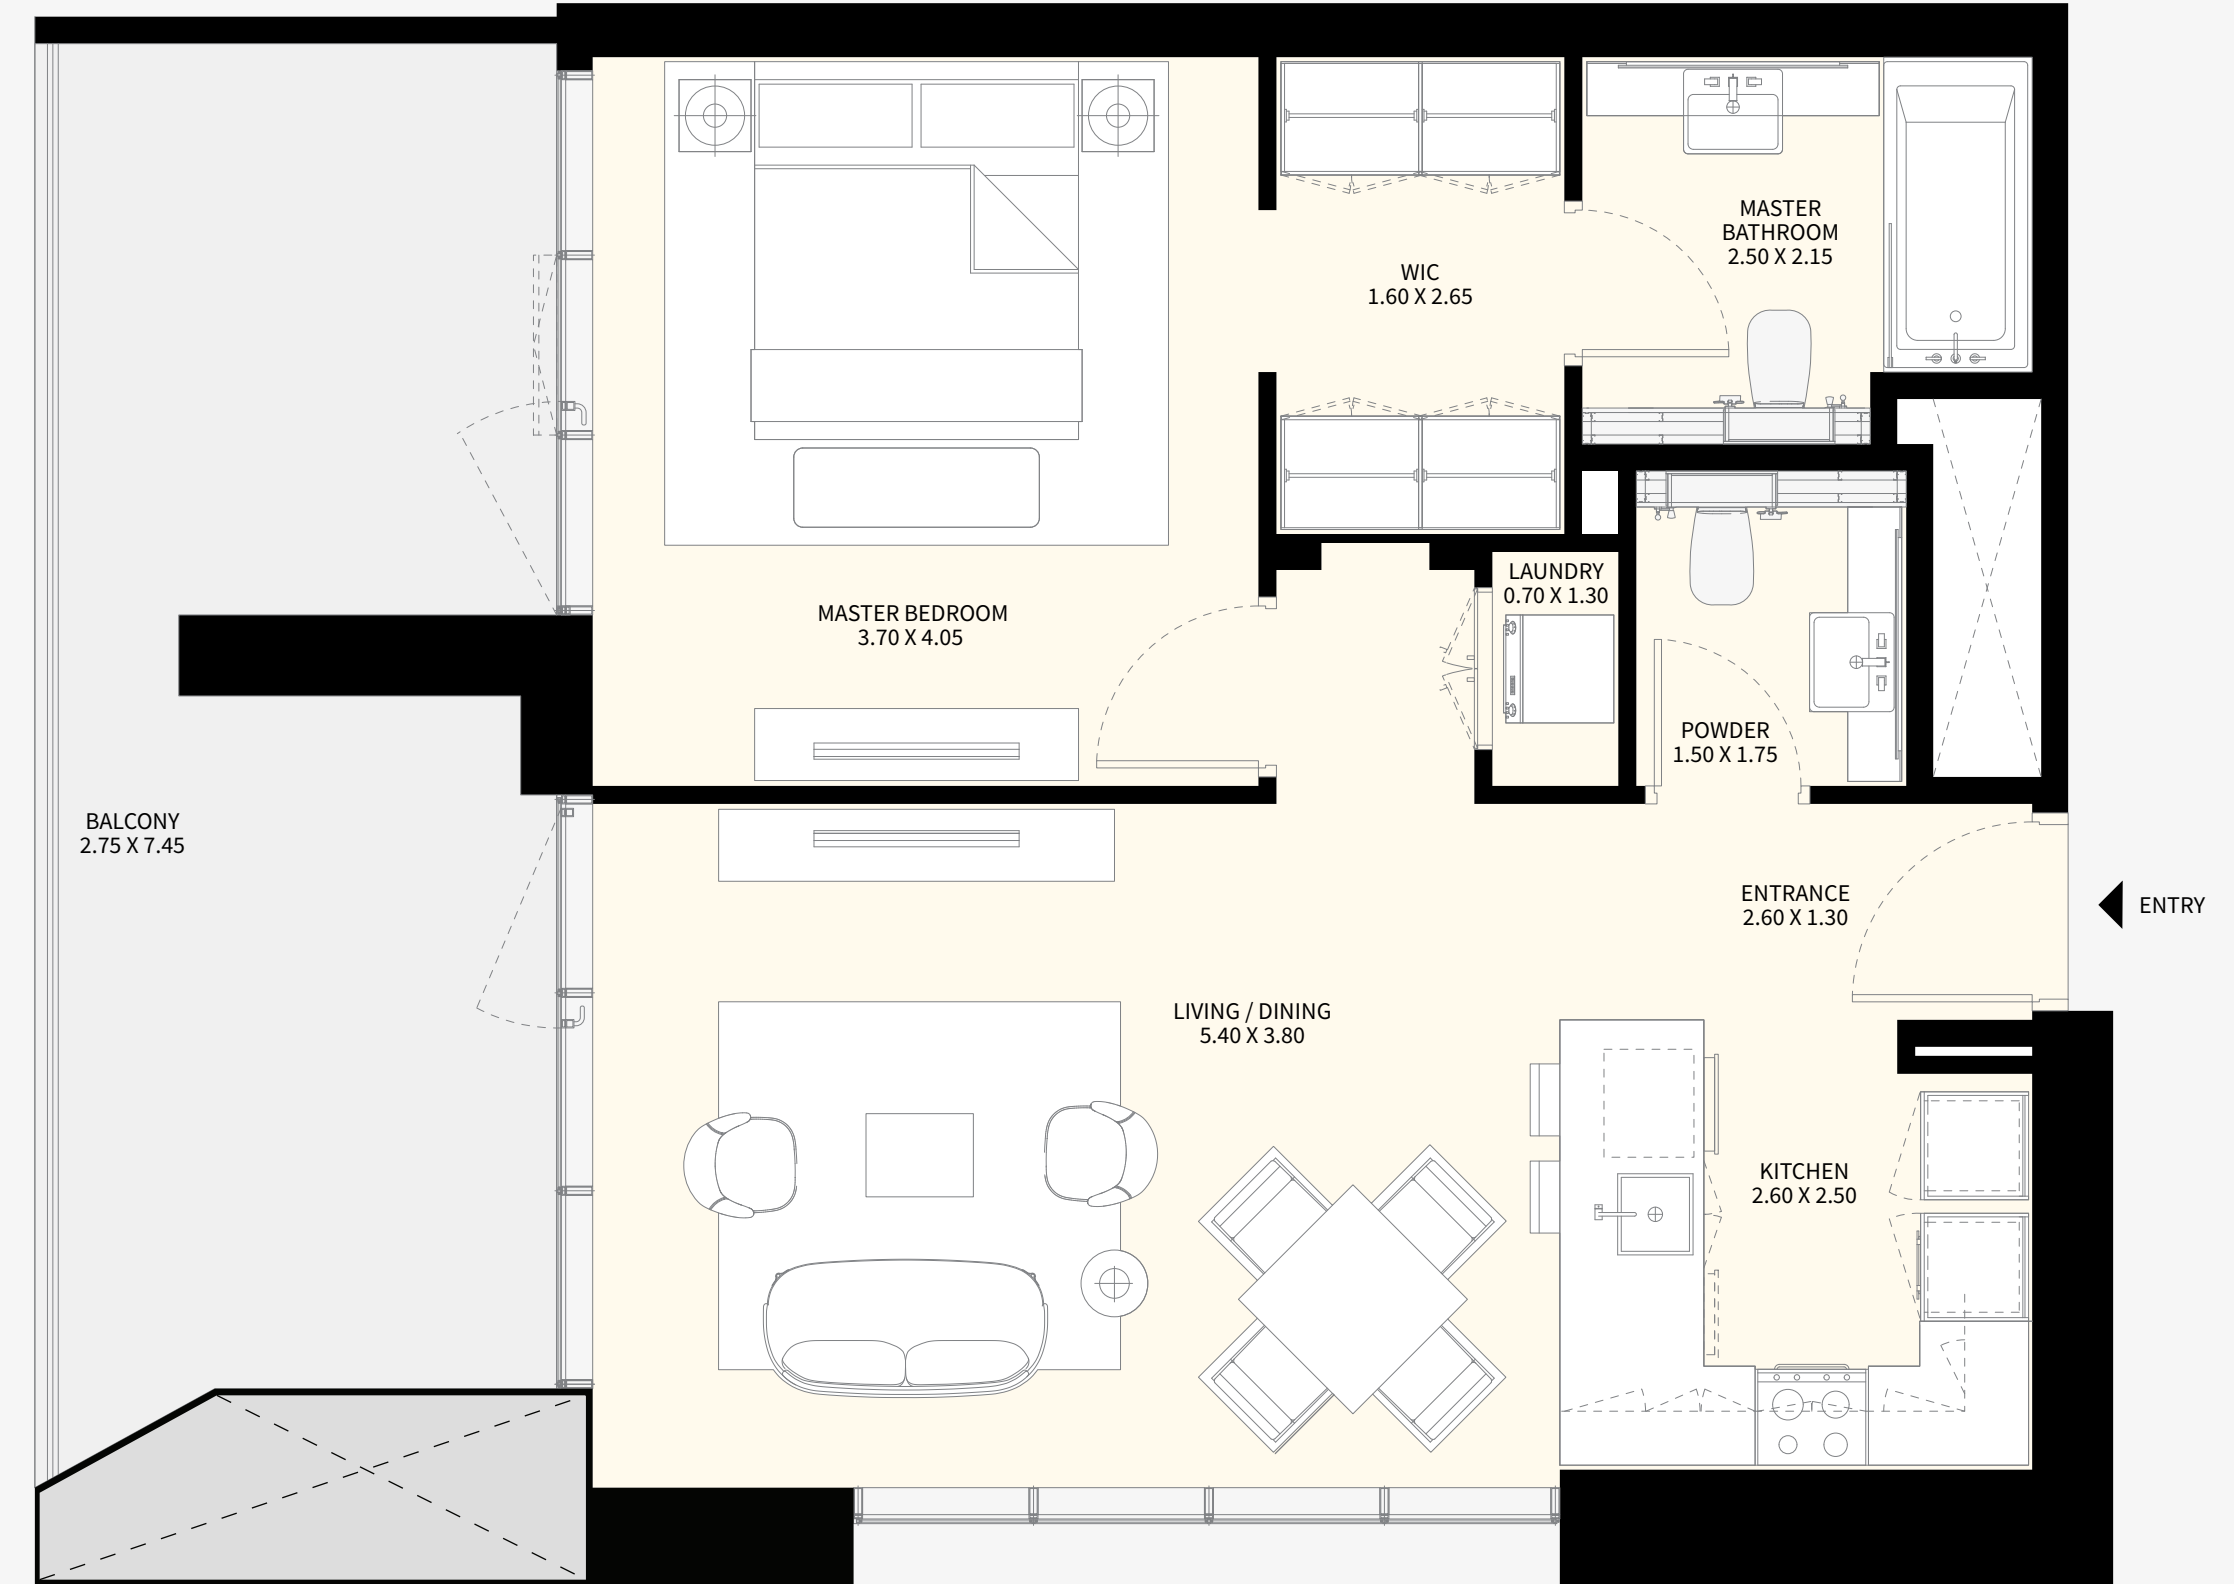 MASTER
BATHROOM
2.50 X 2.15
WIC
1.60 X 2.65
LAUNDRY
0.70 X 1.30
MASTER BEDROOM
3.70 X 4.05
POWDER
1.50 X 1.75
BALCONY
2.75 X 7.45
ENTRANCE
2.60 X 1.30
ENTRY
LIVING / DINING
5.40 X 3.80
KITCHEN
2.60 X 2.50